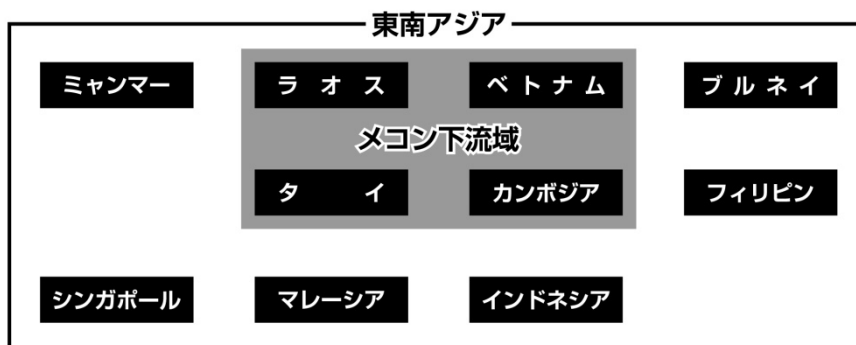 東南アジア
ミャンマー ラオス ベトナム ブルネイ
メコン下流域
タイ カンボジア フィリピン
シンガポール マレーシア インドネシア